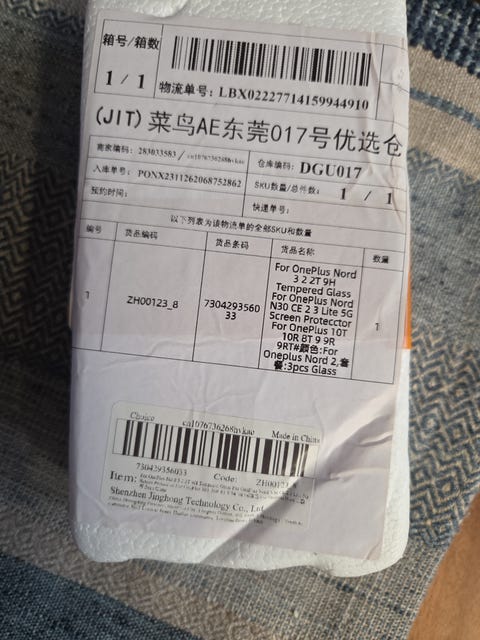 箱号/箱数
1 / 1
物流单号: LBX02227714159944910
(JIT) 菜鸟AE东莞017号优选仓
商家编码: 283033583 / cn1076736268nvkae
仓库编码: DGU017
入库单号: PONX2311262068752862
SKU数量/总件数: 1 / 1
预约时间:
快递单号:
以下列表为该物流单的全部SKU和数量
编号 货品编码 货品条码 货品名称 数量
1 ZH00123_8 730429356033 For OnePlus Nord
3 2 2T 9H
Tempered Glass
For OnePlus Nord
N30 CE 2 3 Lite 5G
Screen Protecctor
For OnePlus 10T
10R 8T 9 9R
9RT#颜色:For
Oneplus Nord 2,套
餐:3pcs Glass
1
Choice cn1076736268nvkae Made in China
730429356033 Code: ZH00123_8
Item:
Shenzhen Jinghong Technology Co., Ltd.